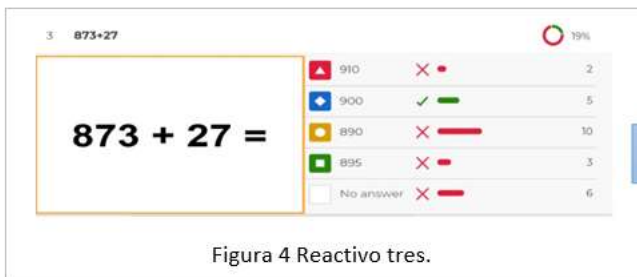 3 873+27 19%
873 + 27 =
910 2
900 5
890 10
895 3
No answer 6
Figura 4 Reactivo tres.